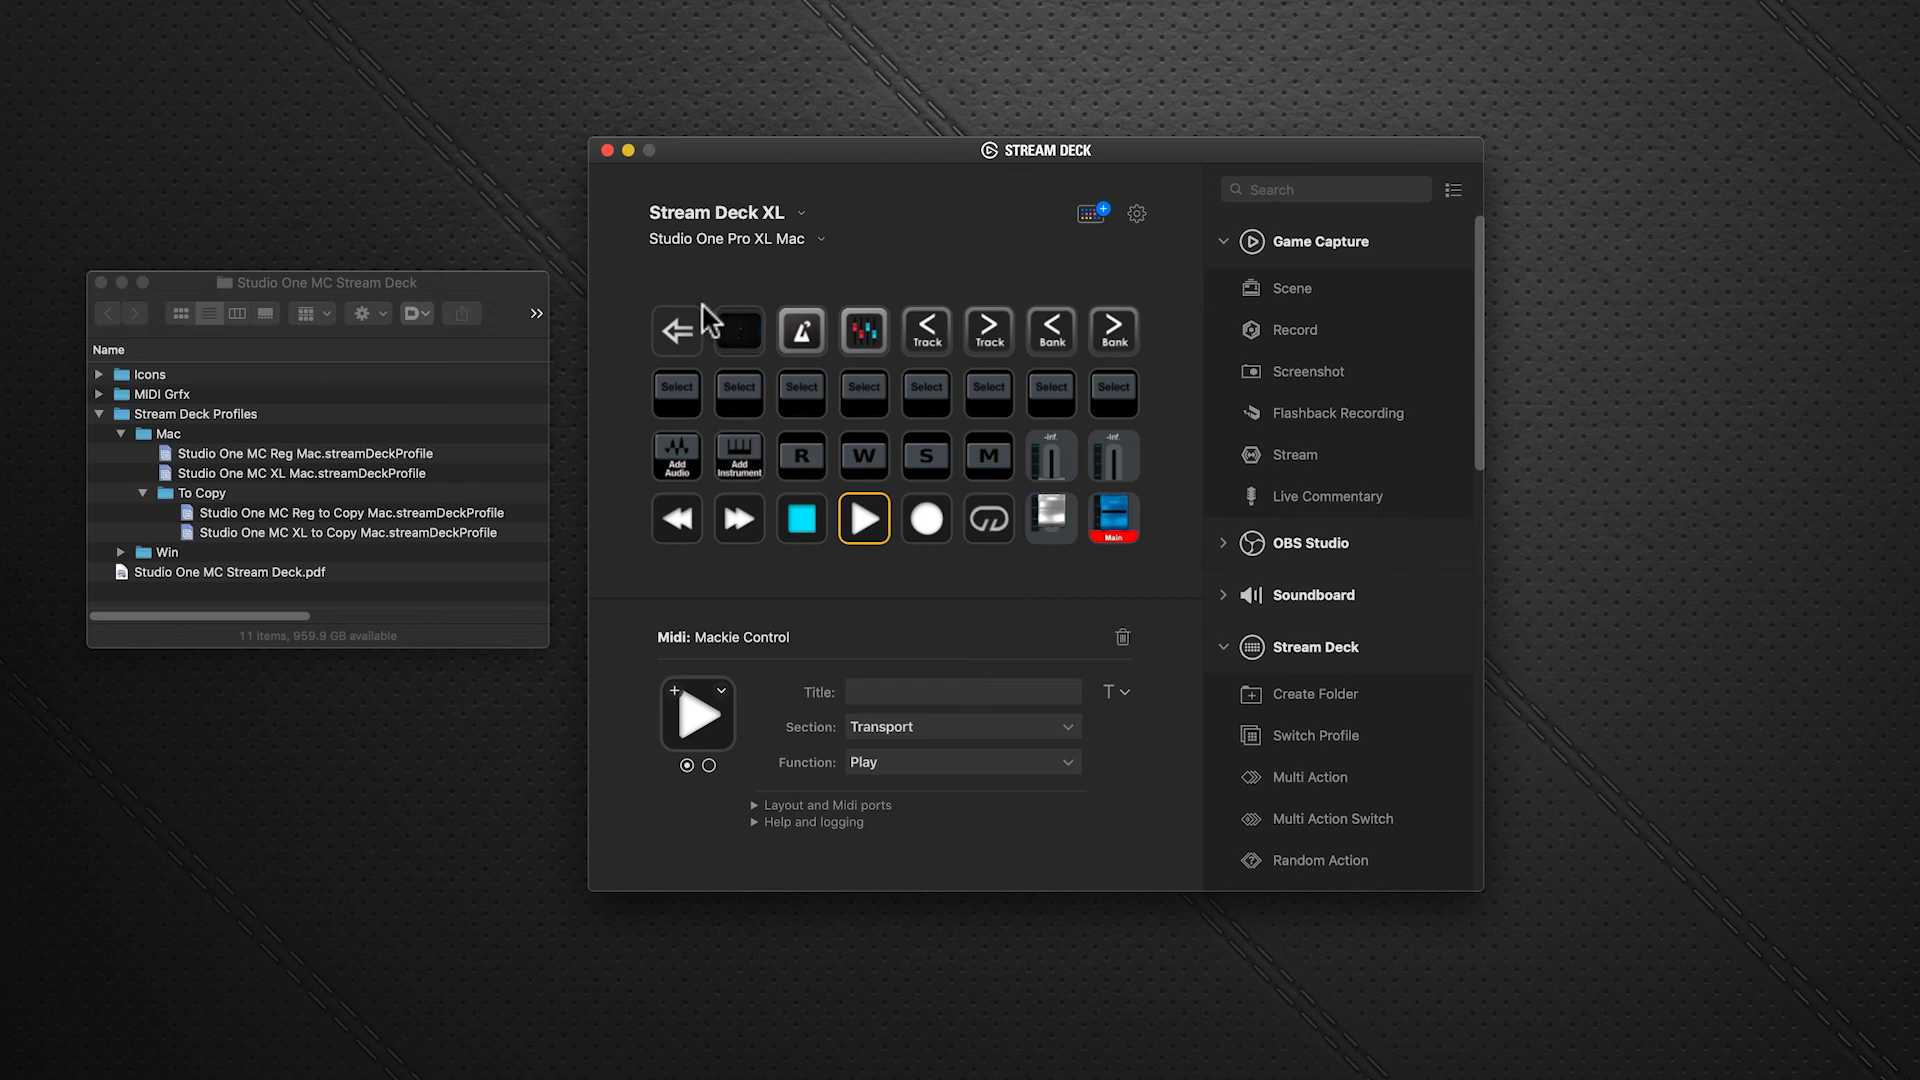 Studio One MC Stream Deck
Name
Icons
MIDI Grfx
Stream Deck Profiles
Mac
Studio One MC Reg Mac.streamDeckProfile
Studio One MC XL Mac.streamDeckProfile
To Copy
Studio One MC Reg to Copy Mac.streamDeckProfile
Studio One MC XL to Copy Mac.streamDeckProfile
Win
Studio One MC Stream Deck.pdf
11 items, 959.9 GB available
STREAM DECK
Stream Deck XL
Studio One Pro XL Mac
Track
Track
Bank
Bank
Select
Select
Select
Select
Select
Select
Select
Select
Add
Audio
Add
Instrument
R
W
S
M
-Inf.
-Inf.
Main
Midi: Mackie Control
Title:
T
Section: Transport
Function: Play
Layout and Midi ports
Help and logging
Search
Game Capture
Scene
Record
Screenshot
Flashback Recording
Stream
Live Commentary
OBS Studio
Soundboard
Stream Deck
Create Folder
Switch Profile
Multi Action
Multi Action Switch
Random Action